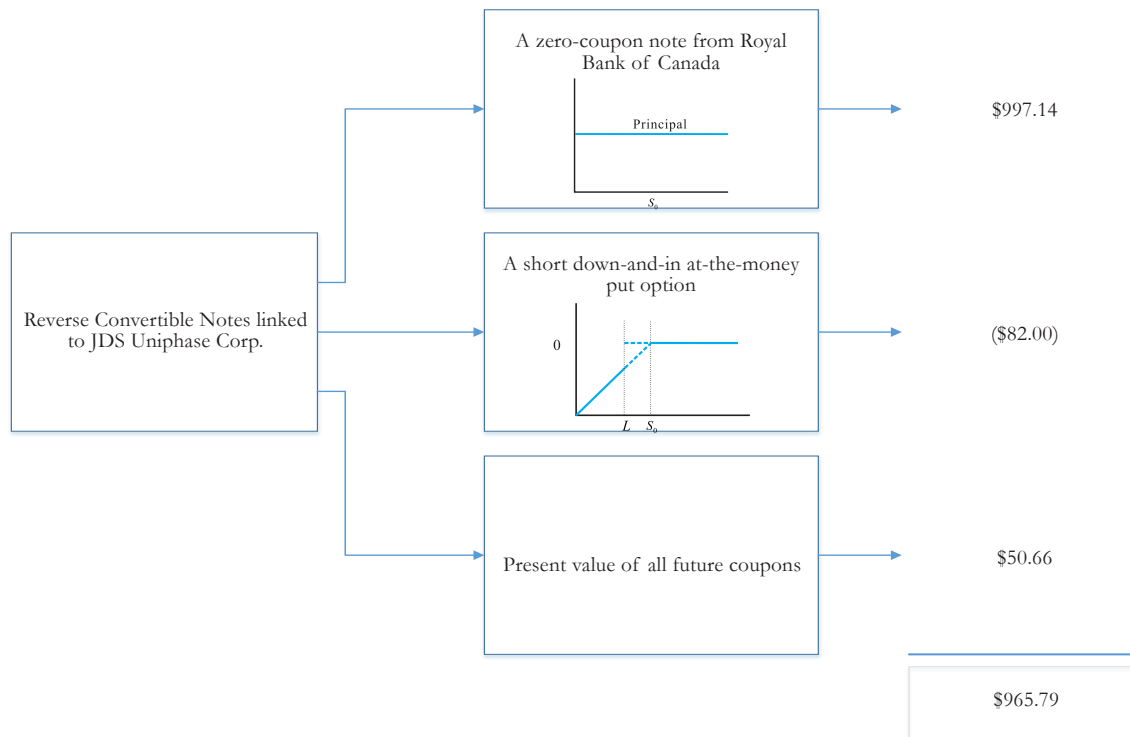 A zero-coupon note from Royal
Bank of Canada
Principal
S₀
$997.14
Reverse Convertible Notes linked
to JDS Uniphase Corp.
A short down-and-in at-the-money
put option
0
L S₀
($82.00)
Present value of all future coupons
$50.66
$965.79